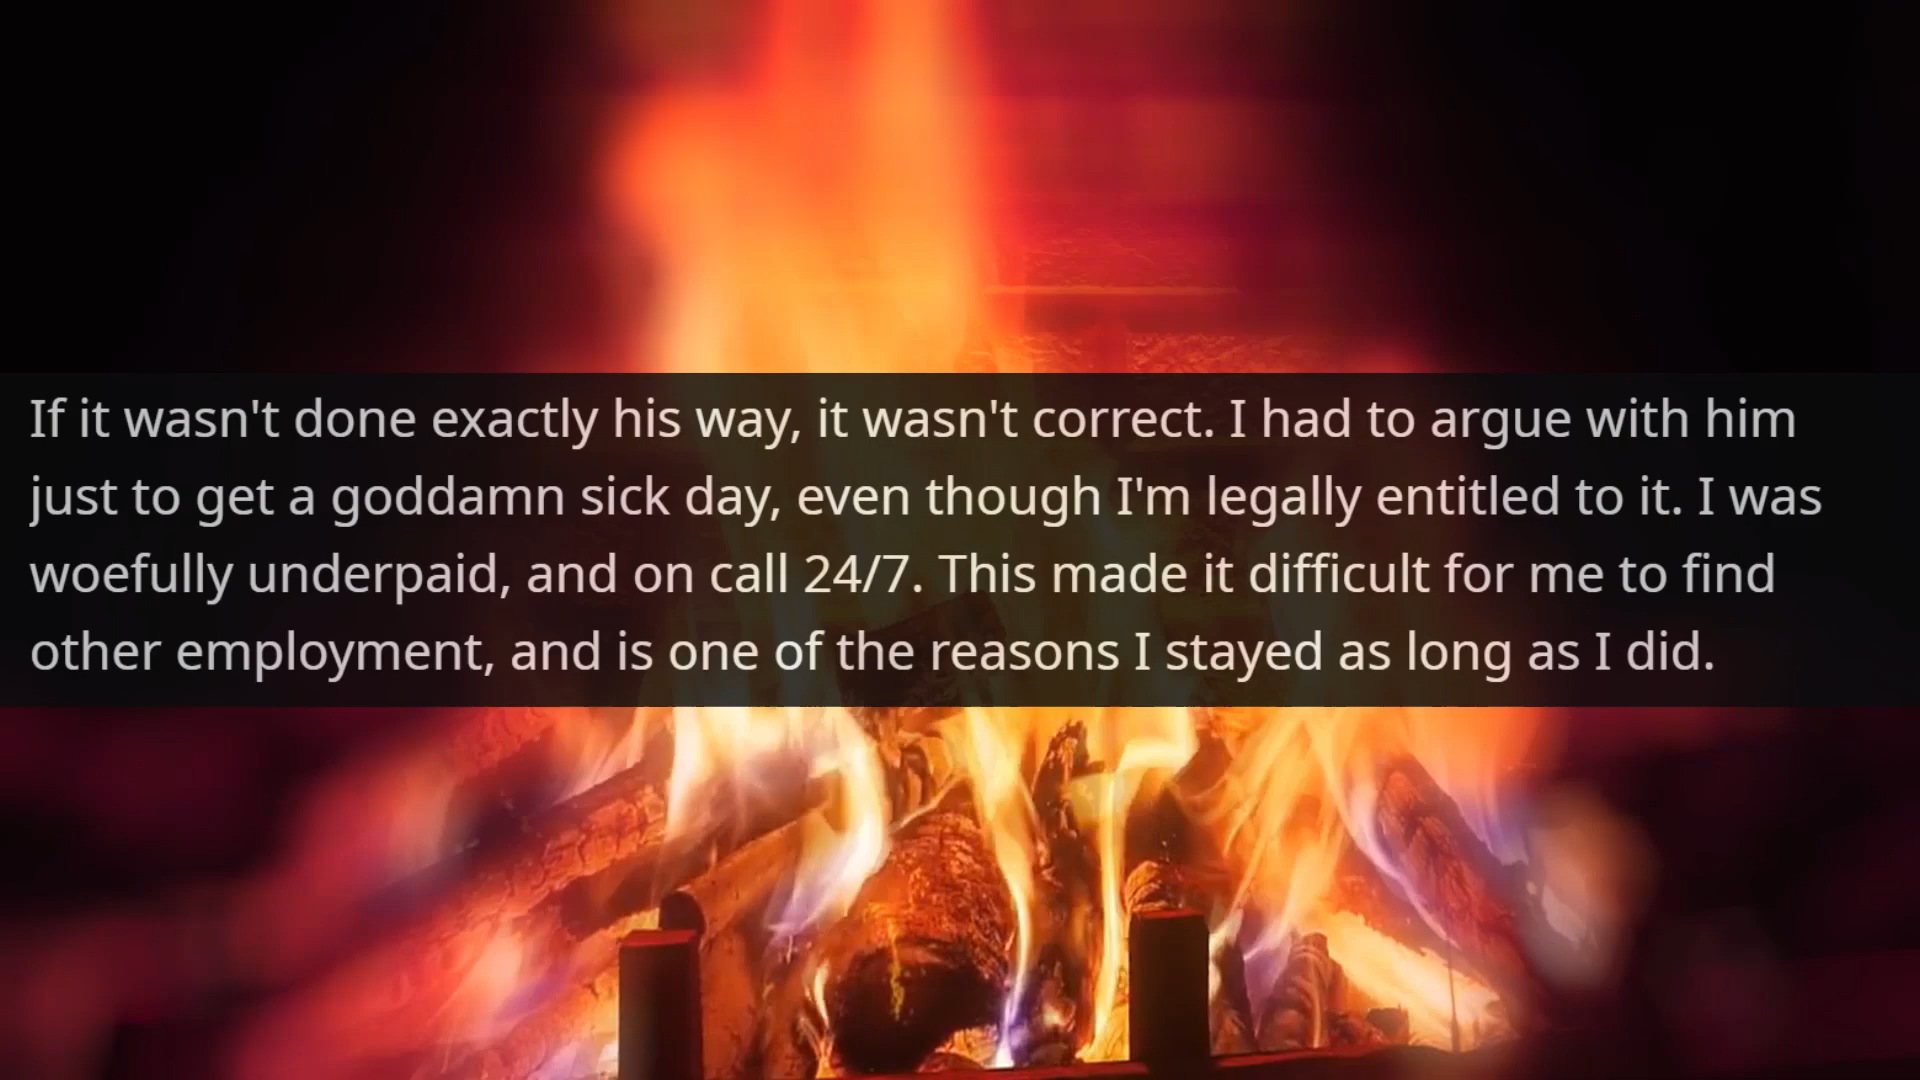 If it wasn't done exactly his way, it wasn't correct. I had to argue with him
just to get a goddamn sick day, even though I'm legally entitled to it. I was
woefully underpaid, and on call 24/7. This made it difficult for me to find
other employment, and is one of the reasons I stayed as long as I did.